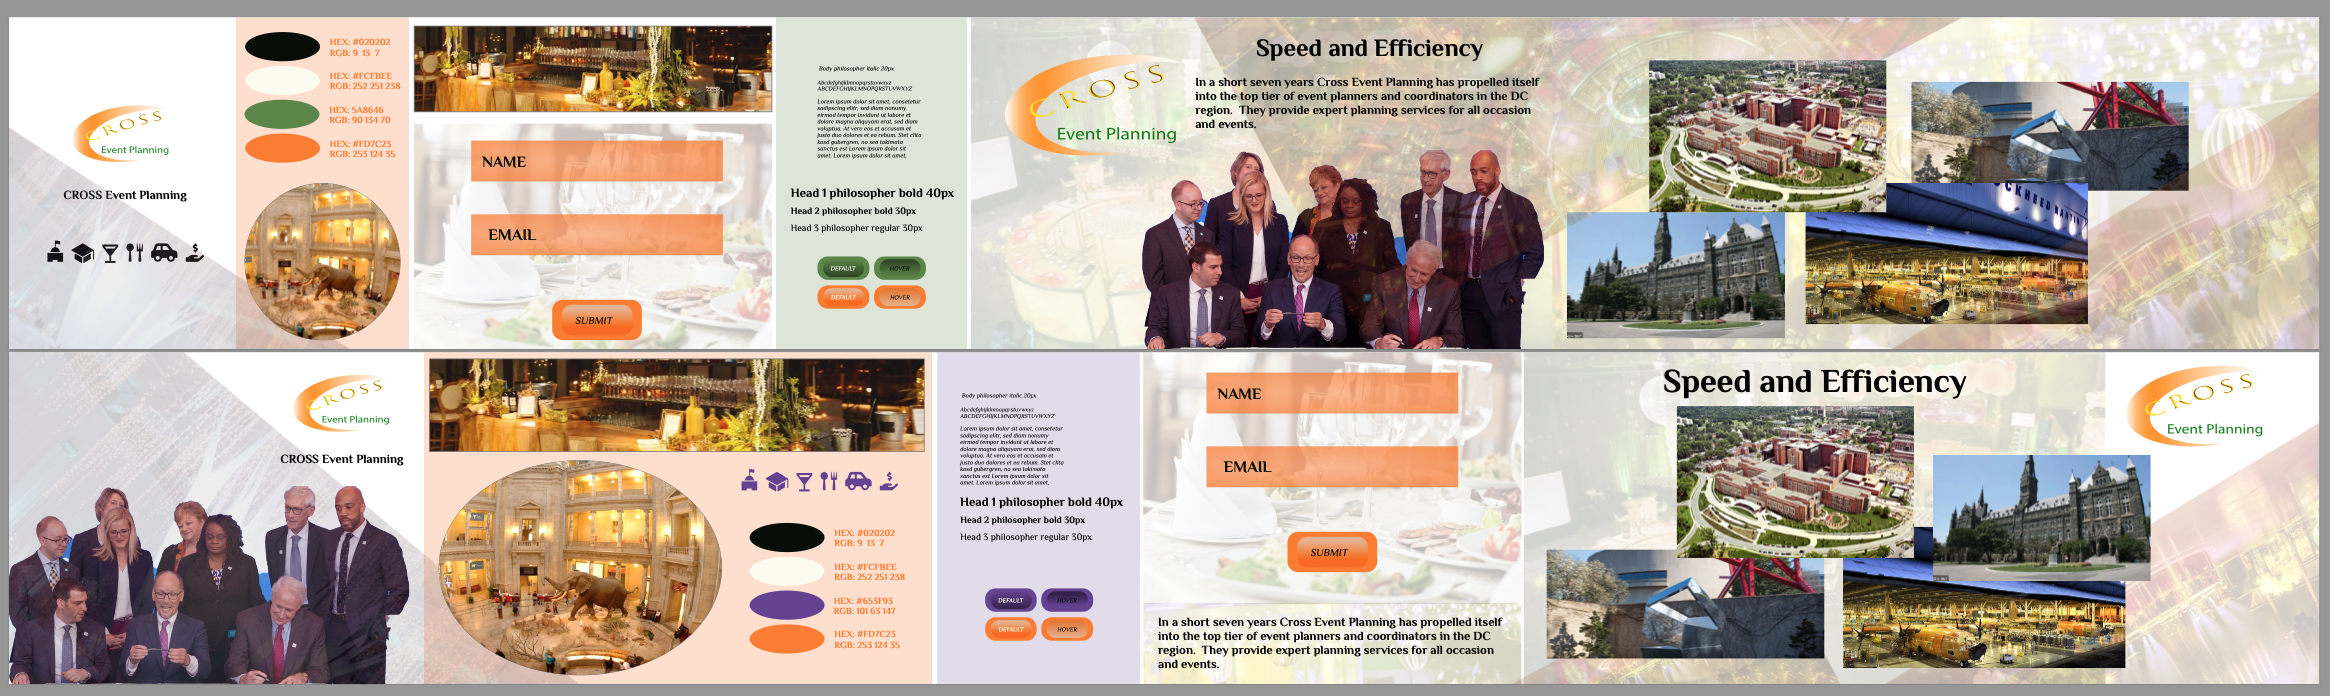 CROSS
Event Planning
CROSS Event Planning
HEX: #020202
RGB: 9 13 7
HEX: #FCFBEE
RGB: 252 251 238
HEX: 5A8646
RGB: 90 134 70
HEX: #FD7C23
RGB: 253 124 35
NAME
EMAIL
SUBMIT
Body philosopher italic 20px
Abcdefghijklmnopqrstuvwxyz
ABCDEFGHIJKLMNOPQRSTUVWXYZ
Lorem ipsum dolor sit amet, consetetur
sadipscing elitr, sed diam nonumy
eirmod tempor invidunt ut labore et
dolore magna aliquyam erat, sed diam
voluptua. At vero eos et accusam et
justo duo dolores et ea rebum. Stet clita
kasd gubergren, no sea takimata
sanctus est Lorem ipsum dolor sit
amet. Lorem ipsum dolor sit amet,
Head 1 philosopher bold 40px
Head 2 philosopher bold 30px
Head 3 philosopher regular 30px
DEFAULT HOVER
DEFAULT HOVER
CROSS
Event Planning
Speed and Efficiency
In a short seven years Cross Event Planning has propelled itself
into the top tier of event planners and coordinators in the DC
region. They provide expert planning services for all occasion
and events.
CROSS
Event Planning
CROSS Event Planning
HEX: #020202
RGB: 9 13 7
HEX: #FCFBEE
RGB: 252 251 238
HEX: #653F93
RGB: 101 63 147
HEX: #FD7C23
RGB: 253 124 35
Body philosopher italic 20px
Abcdefghijklmnopqrstuvwxyz
ABCDEFGHIJKLMNOPQRSTUVWXYZ
Lorem ipsum dolor sit amet, consetetur
sadipscing elitr, sed diam nonumy
eirmod tempor invidunt ut labore et
dolore magna aliquyam erat, sed diam
voluptua. At vero eos et accusam et
justo duo dolores et ea rebum. Stet clita
kasd gubergren, no sea takimata
sanctus est Lorem ipsum dolor sit
amet. Lorem ipsum dolor sit amet,
Head 1 philosopher bold 40px
Head 2 philosopher bold 30px
Head 3 philosopher regular 30px
DEFAULT HOVER
DEFAULT HOVER
NAME
EMAIL
SUBMIT
In a short seven years Cross Event Planning has propelled itself
into the top tier of event planners and coordinators in the DC
region. They provide expert planning services for all occasion
and events.
Speed and Efficiency
CROSS
Event Planning